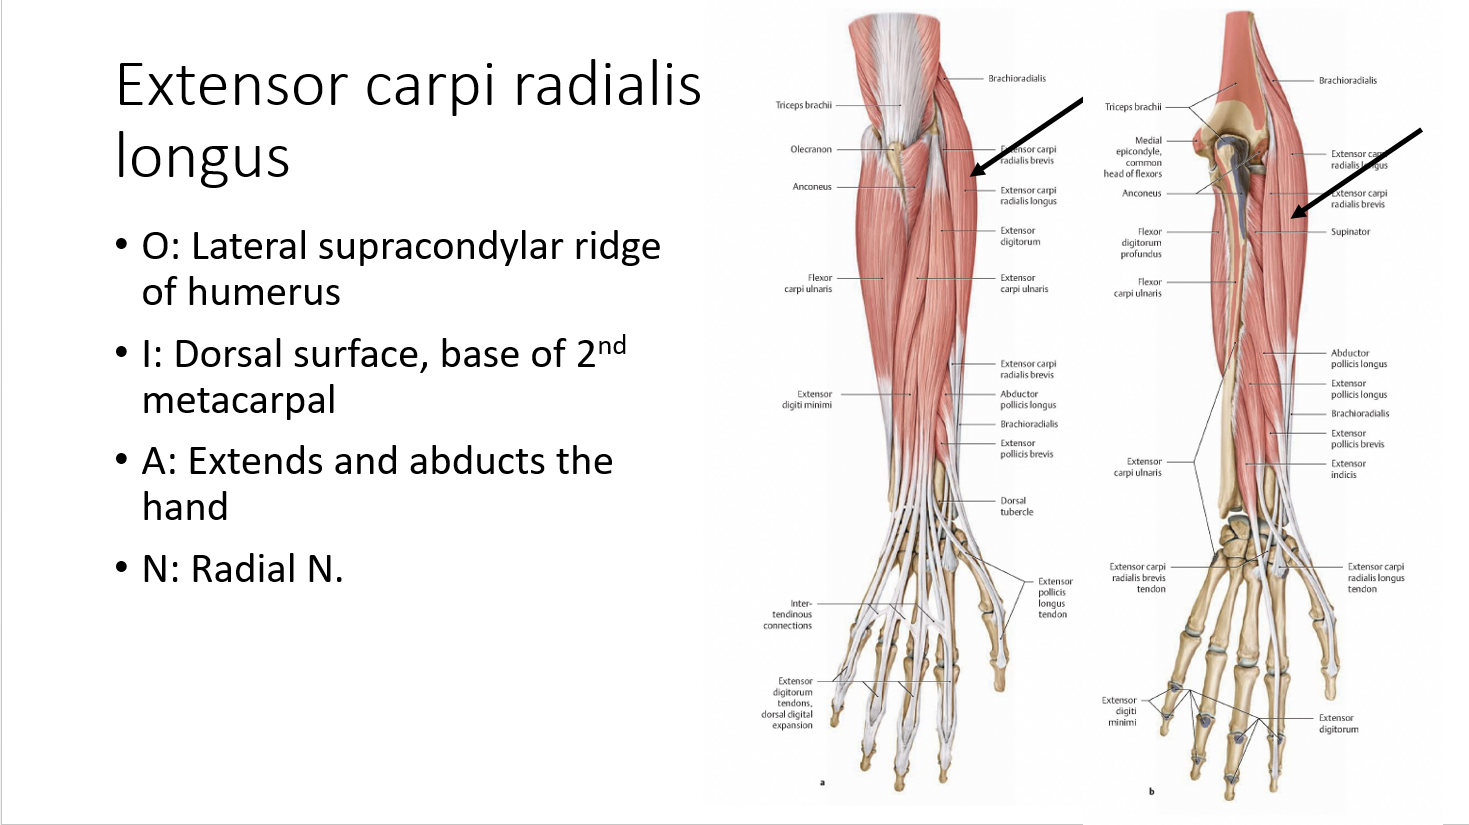 Extensor carpi radialis
longus
• O: Lateral supracondylar ridge
of humerus
• I: Dorsal surface, base of 2nd
metacarpal
• A: Extends and abducts the
hand
• N: Radial N.
Brachioradialis
Triceps brachii
Olecranon
Extensor carpi
radialis brevis
Anconeus
Extensor carpi
radialis longus
Extensor
digitorum
Flexor
carpi ulnaris
Extensor
carpi ulnaris
Extensor carpi
radialis brevis
Extensor
digiti minimi
Abductor
pollicis longus
Brachioradialis
Extensor
pollicis brevis
Dorsal
tubercle
Extensor
pollicis
longus
tendon
Inter-
tendinous
connections
Extensor
digitorum
tendons,
dorsal digital
expansion
a
Brachioradialis
Triceps brachii
Medial
epicondyle,
common
head of flexors
Extensor carpi
radialis longus
Anconeus
Extensor carpi
radialis brevis
Flexor
digitorum
profundus
Supinator
Flexor
carpi ulnaris
Abductor
pollicis longus
Extensor
pollicis longus
Brachioradialis
Extensor
pollicis brevis
Extensor
carpi ulnaris
Extensor
indicis
Extensor carpi
radialis brevis
tendon
Extensor carpi
radialis longus
tendon
Extensor
digiti
minimi
Extensor
digitorum
b